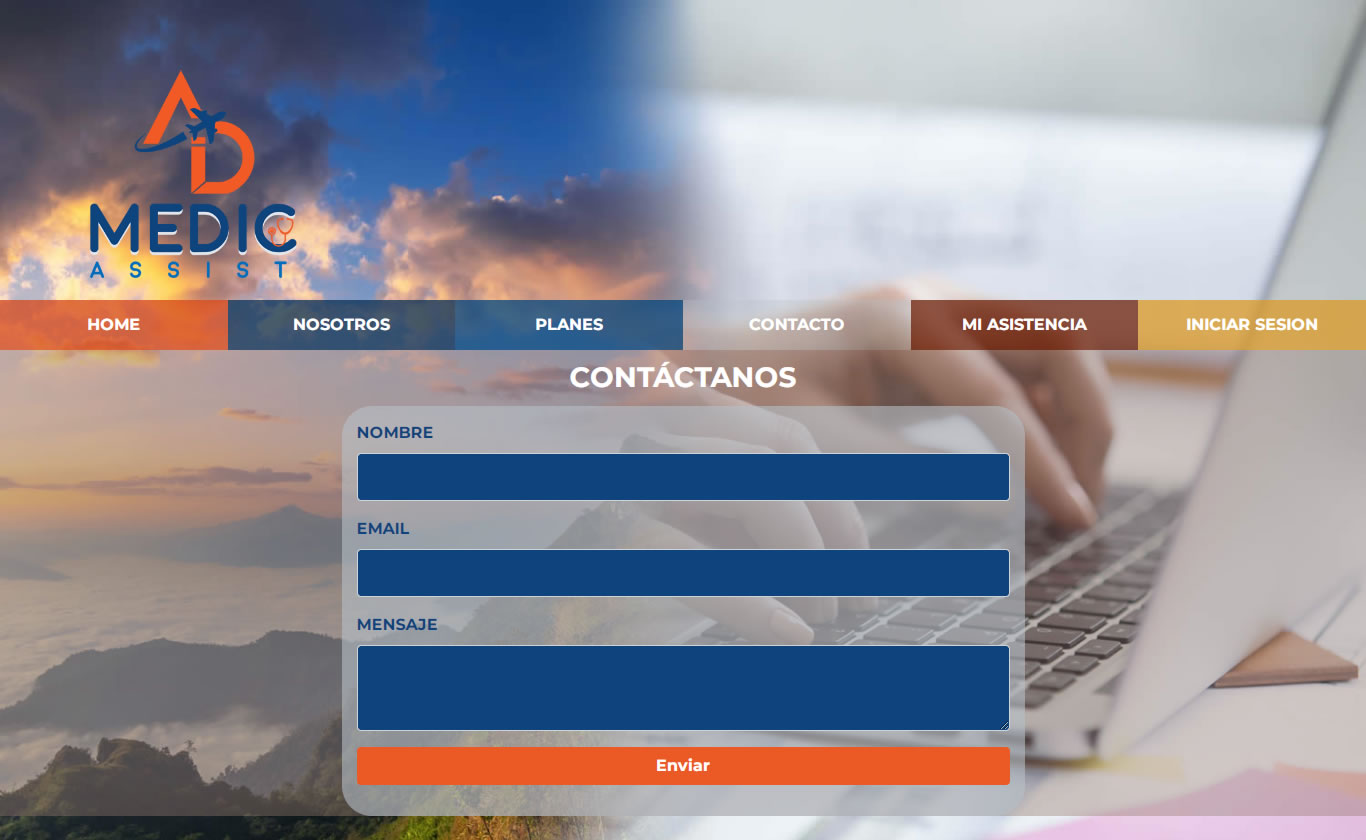 AD
MEDIC
ASSIST
HOME
NOSOTROS
PLANES
CONTACTO
MI ASISTENCIA
INICIAR SESION
CONTÁCTANOS
NOMBRE
EMAIL
MENSAJE
Enviar